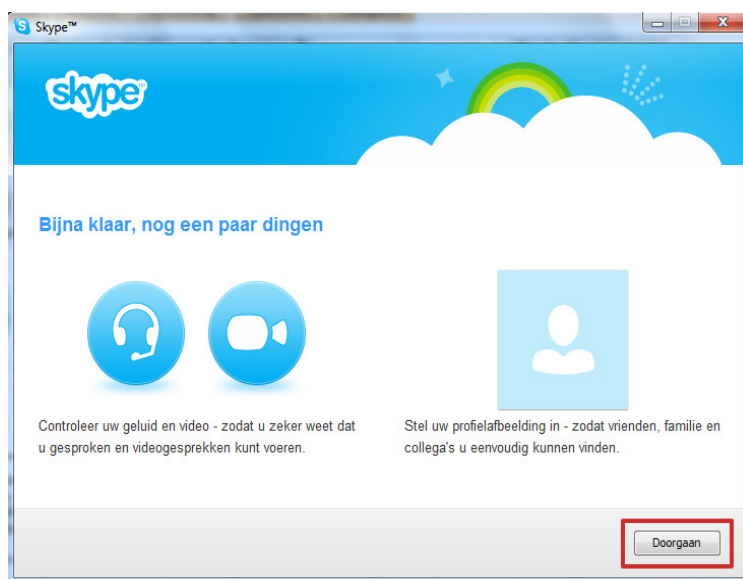 Skype™
skype
Bijna klaar, nog een paar dingen
Controleer uw geluid en video - zodat u zeker weet dat
u gesproken en videogesprekken kunt voeren.
Stel uw profielafbeelding in - zodat vrienden, familie en
collega's u eenvoudig kunnen vinden.
Doorgaan